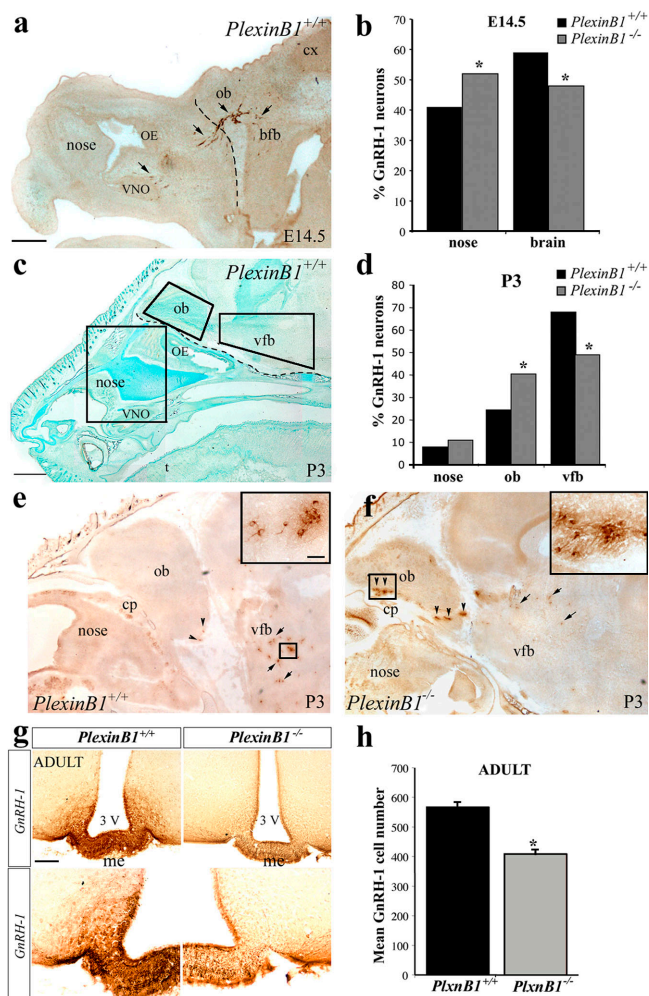 a
PlexinB1+/+
cx
ob
OE
nose
bfb
VNO
E14.5
b
E14.5
PlexinB1+/+
PlexinB1-/-
% GnRH-1 neurons
70
60
50
40
30
20
10
0
*
*
nose brain
c
PlexinB1+/+
ob
vfb
OE
nose
VNO
t
P3
d
P3
PlexinB1+/+
PlexinB1-/-
% GnRH-1 neurons
80
70
60
50
40
30
20
10
0
*
*
nose ob vfb
e
ob
cp
nose
vfb
PlexinB1+/+
P3
f
ob
cp
vfb
nose
PlexinB1-/-
P3
g
PlexinB1+/+ PlexinB1-/-
GnRH-1
ADULT
3 V
me
me
GnRH-1
h
ADULT
Mean GnRH-1 cell number
700
600
500
400
300
200
100
0
*
PlxnB1+/+ PlxnB1-/-